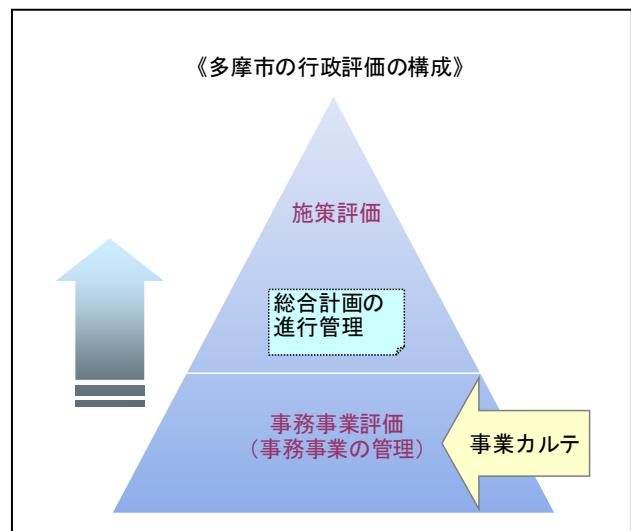 《多摩市の行政評価の構成》
施策評価
総合計画の
進行管理
事務事業評価
（事務事業の管理）
事業カルテ